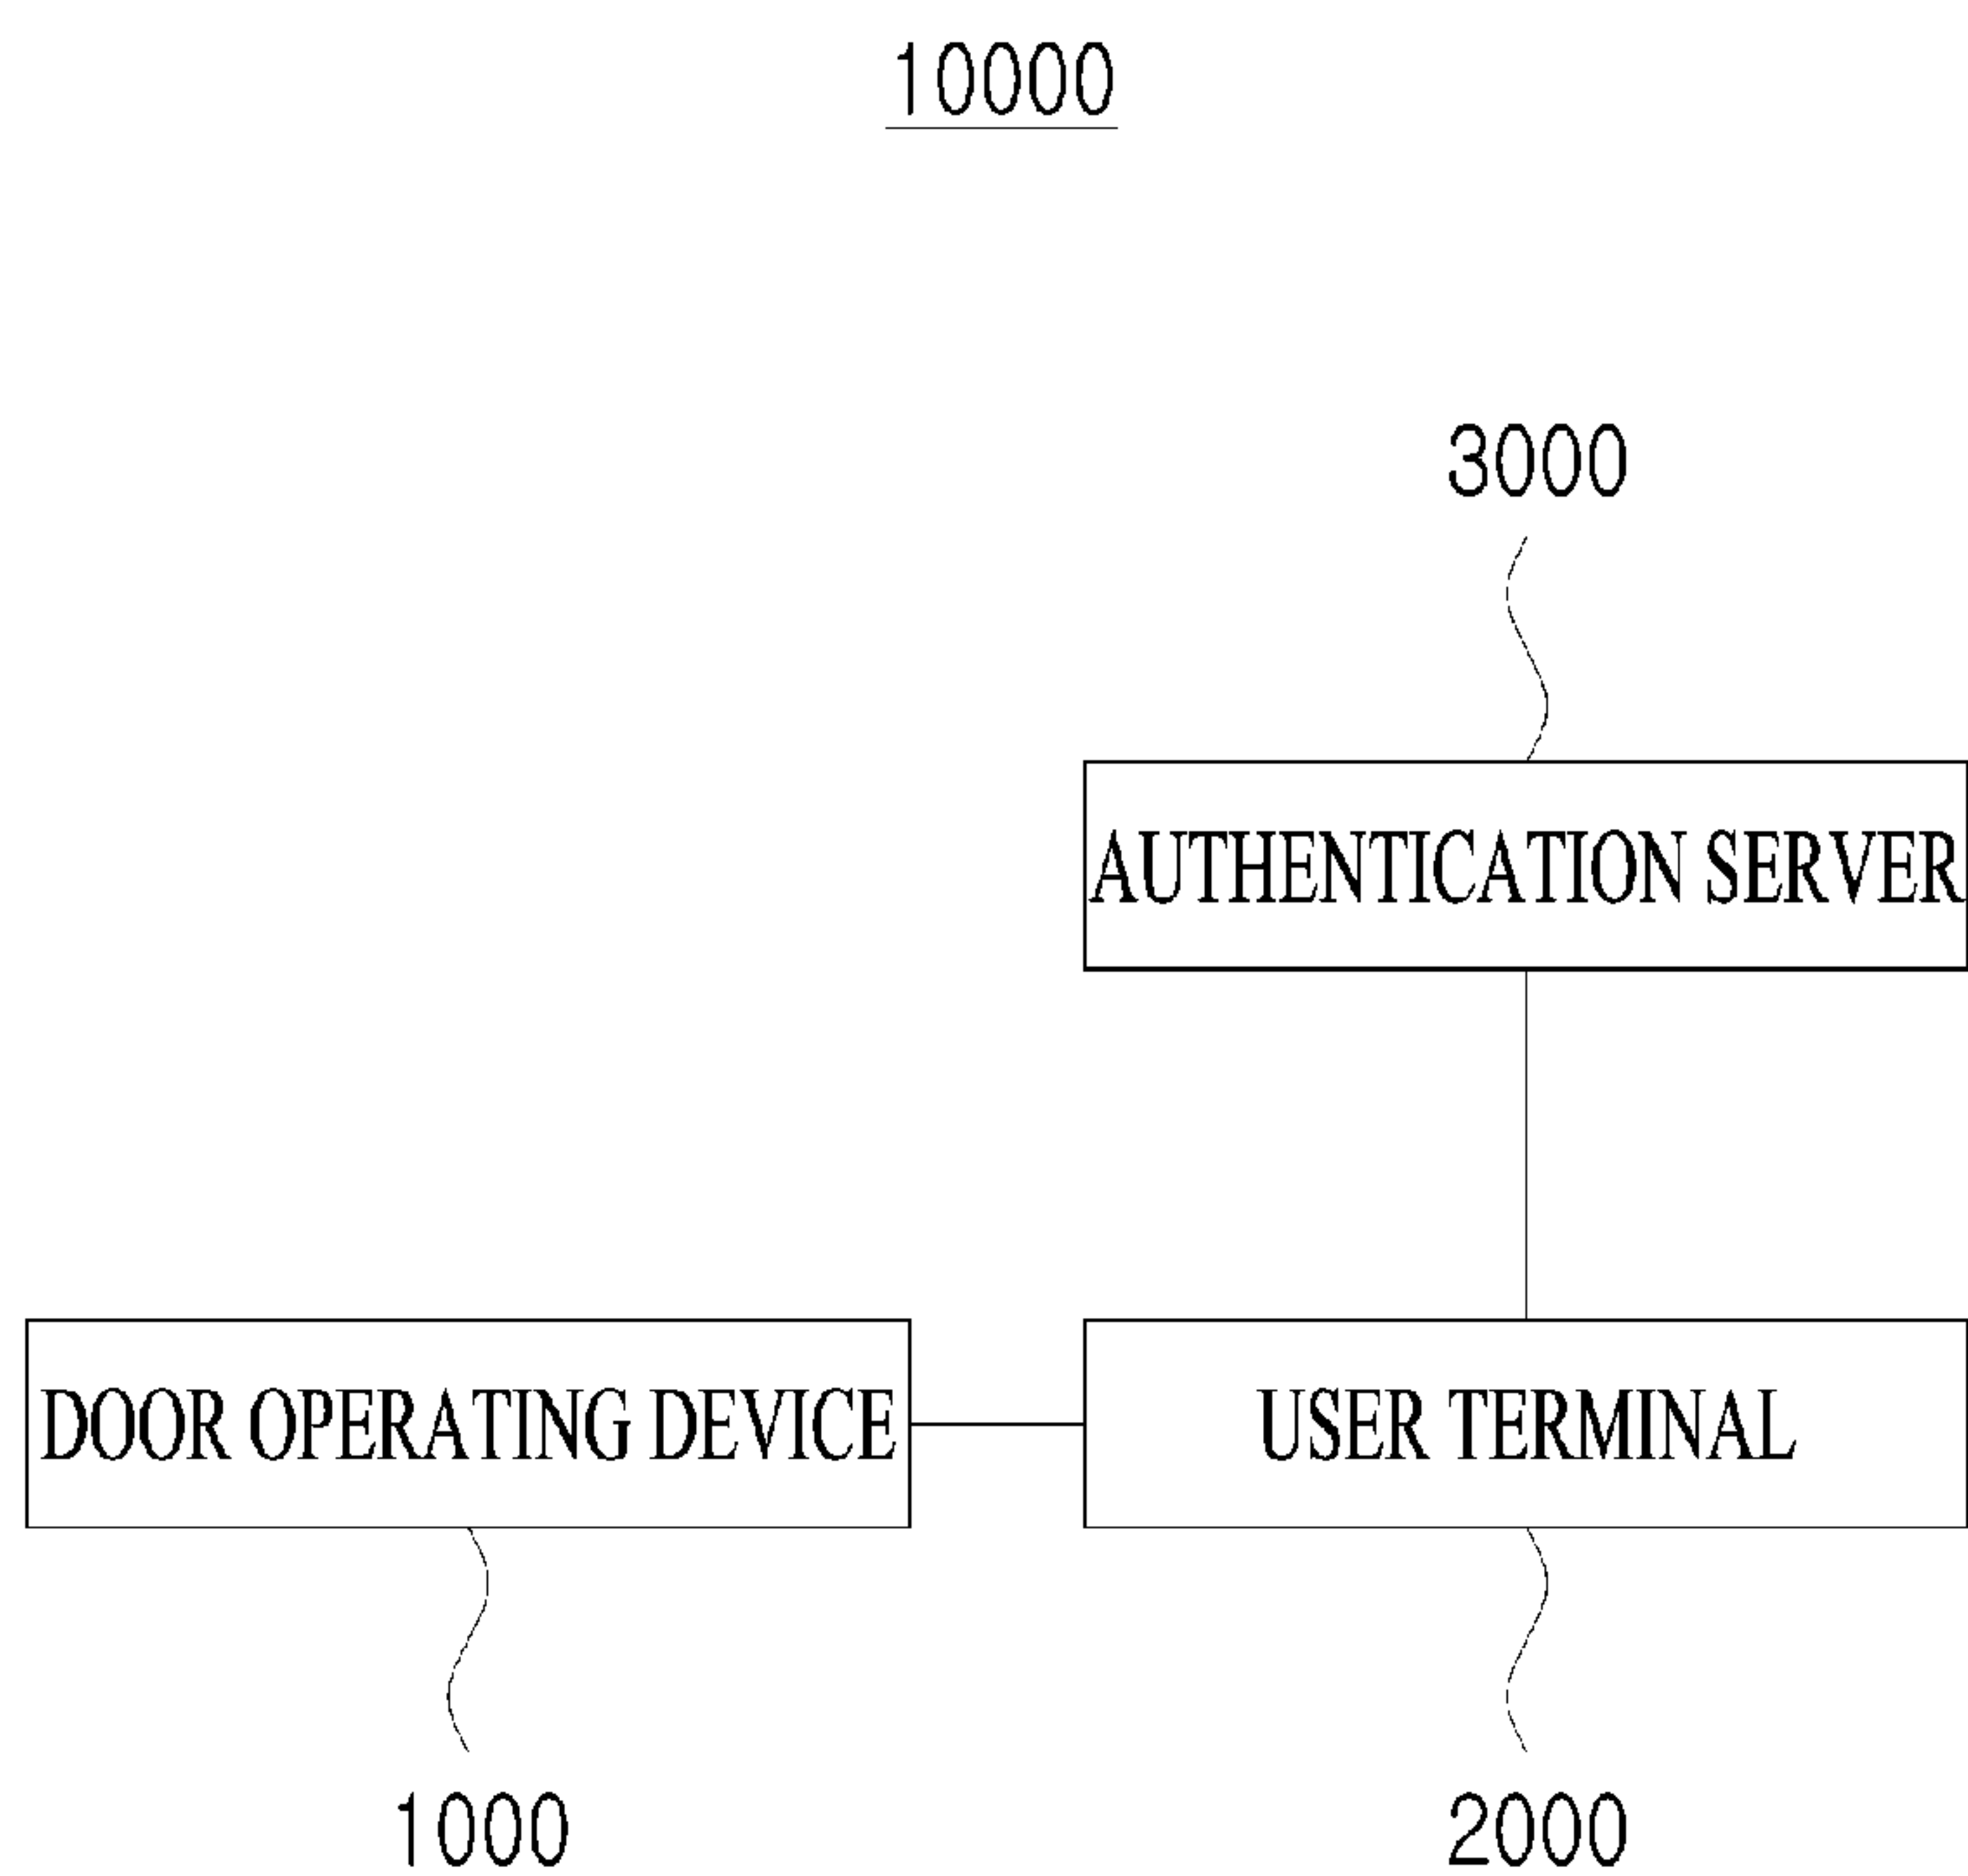 10000
3000
AUTHENTICATION SERVER
DOOR OPERATING DEVICE
USER TERMINAL
1000
2000